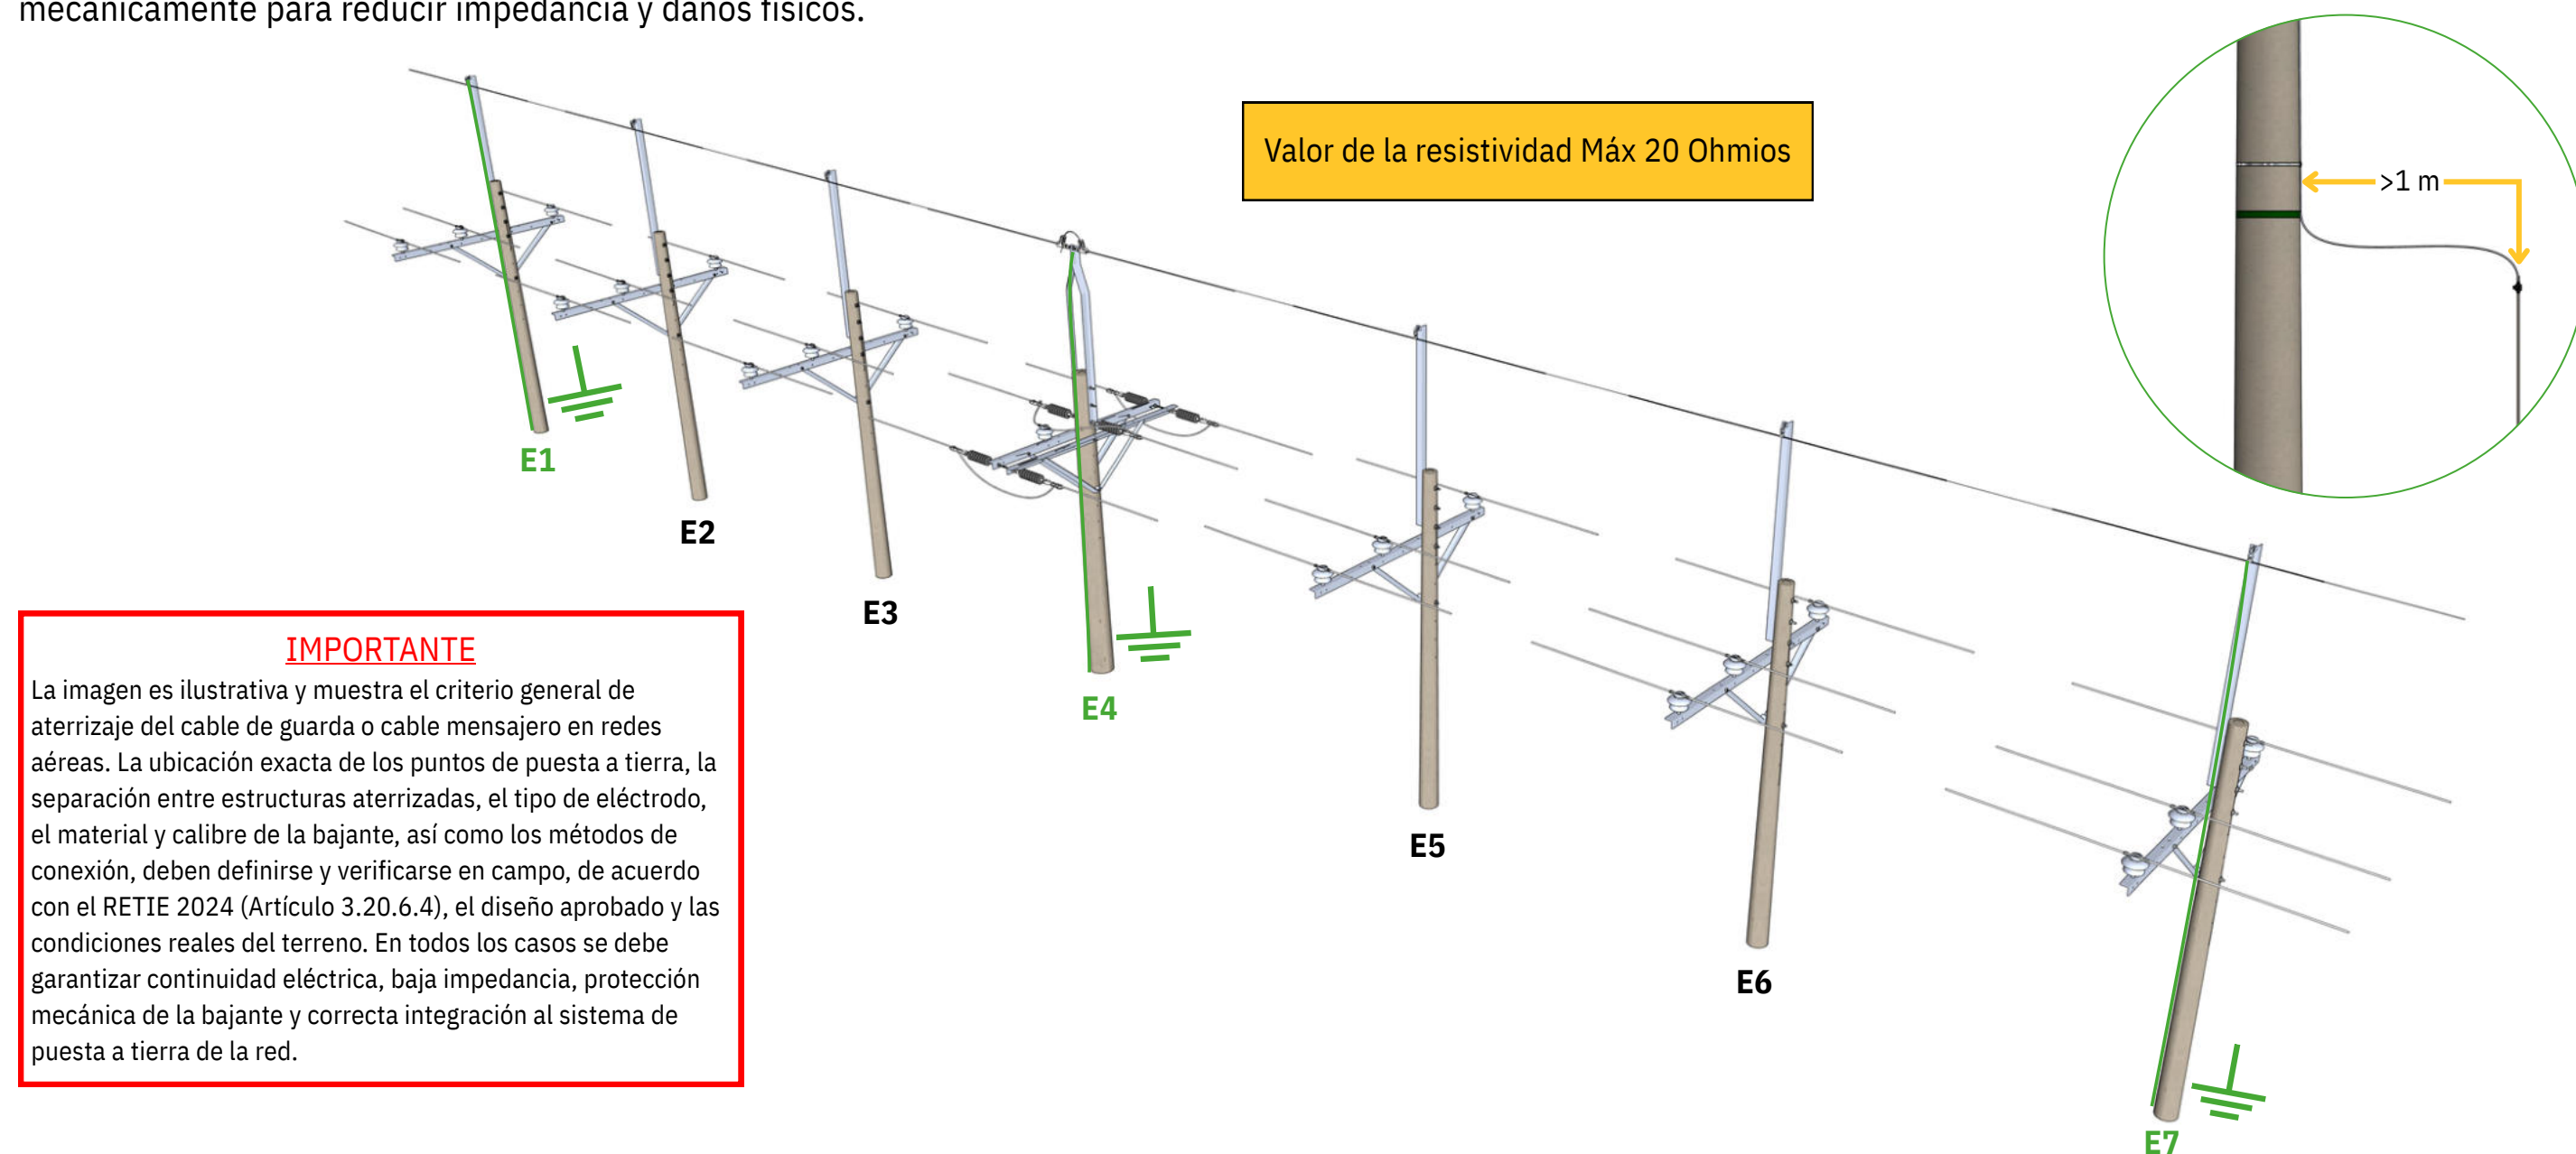 mecánicamente para reducir impedancia y daños físicos.
Valor de la resistividad Máx 20 Ohmios
>1 m
E1
E2
E3
E4
E5
E6
E7
IMPORTANTE
La imagen es ilustrativa y muestra el criterio general de
aterrizaje del cable de guarda o cable mensajero en redes
aéreas. La ubicación exacta de los puntos de puesta a tierra, la
separación entre estructuras aterrizadas, el tipo de eléctrodo,
el material y calibre de la bajante, así como los métodos de
conexión, deben definirse y verificarse en campo, de acuerdo
con el RETIE 2024 (Artículo 3.20.6.4), el diseño aprobado y las
condiciones reales del terreno. En todos los casos se debe
garantizar continuidad eléctrica, baja impedancia, protección
mecánica de la bajante y correcta integración al sistema de
puesta a tierra de la red.